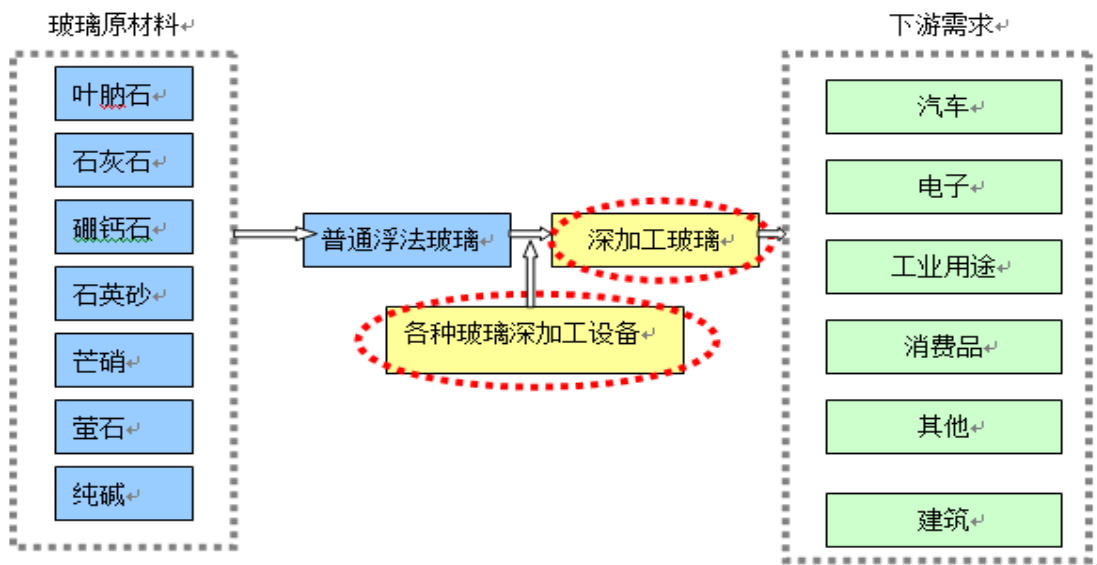 玻璃原材料
叶肭石
石灰石
硼钙石
石英砂
芒硝
萤石
纯碱
普通浮法玻璃
深加工玻璃
各种玻璃深加工设备
下游需求
汽车
电子
工业用途
消费品
其他
建筑